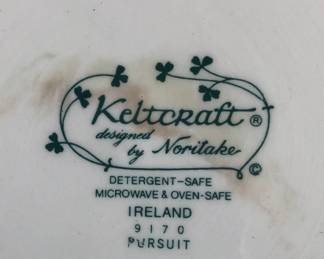 Keltcraft ®
designed
by Noritake
©
DETERGENT-SAFE
MICROWAVE & OVEN-SAFE
IRELAND
9170
PURSUIT